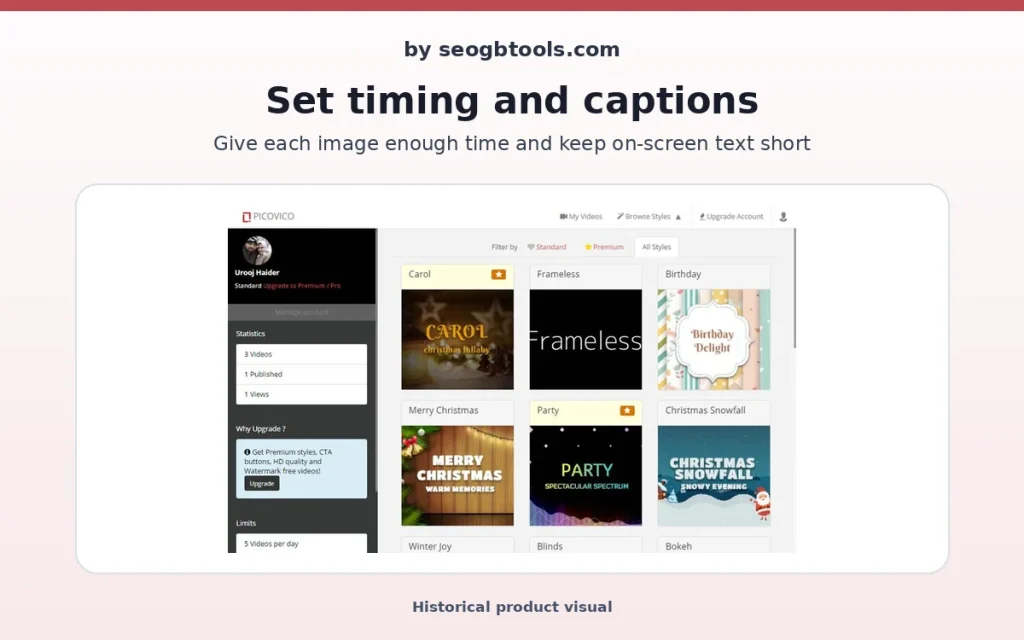 by seogbtools.com
Set timing and captions
Give each image enough time and keep on-screen text short
PICOVICO
My Videos
Browse Styles
Upgrade Account
Urooj Haider
Standard Upgrade to Premium / Pro
Manage account
Statistics
3 Videos
1 Published
1 Views
Why Upgrade ?
Get Premium styles, CTA
buttons, HD quality and
Watermark free videos!
Upgrade
Limits
5 Videos per day
Filter by
Standard
Premium
All Styles
Carol
Frameless
Birthday
CAROL
christmas lullaby
Frameless
Birthday
Delight
Merry Christmas
Party
Christmas Snowfall
MERRY
CHRISTMAS
WARM MEMORIES
PARTY
SPECTACULAR SPECTRUM
CHRISTMAS
SNOWFALL
SNOWY EVENING
Winter Joy
Blinds
Bokeh
Historical product visual